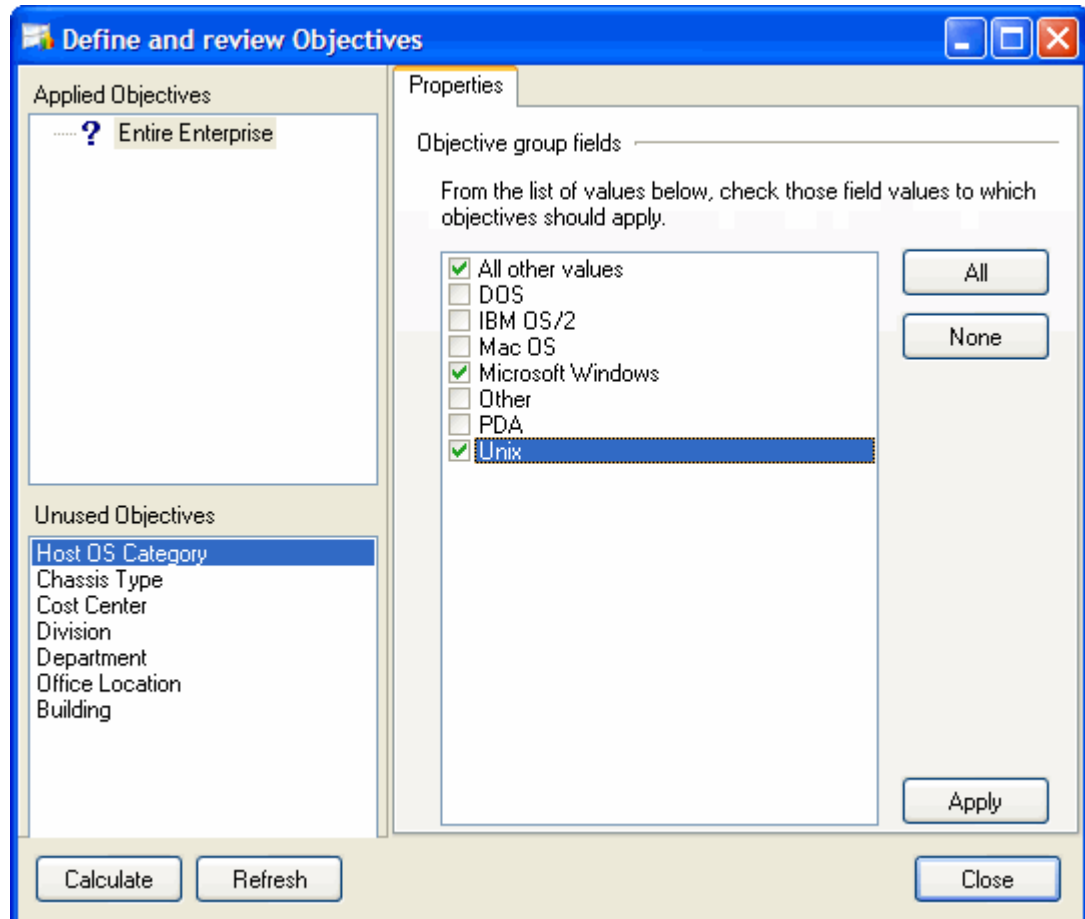 Define and review Objectives
Applied Objectives
? Entire Enterprise
Unused Objectives
Host OS Category
Chassis Type
Cost Center
Division
Department
Office Location
Building
Properties
Objective group fields
From the list of values below, check those field values to which
objectives should apply.
All other values
DOS
IBM OS/2
Mac OS
Microsoft Windows
Other
PDA
Unix
All
None
Apply
Calculate
Refresh
Close